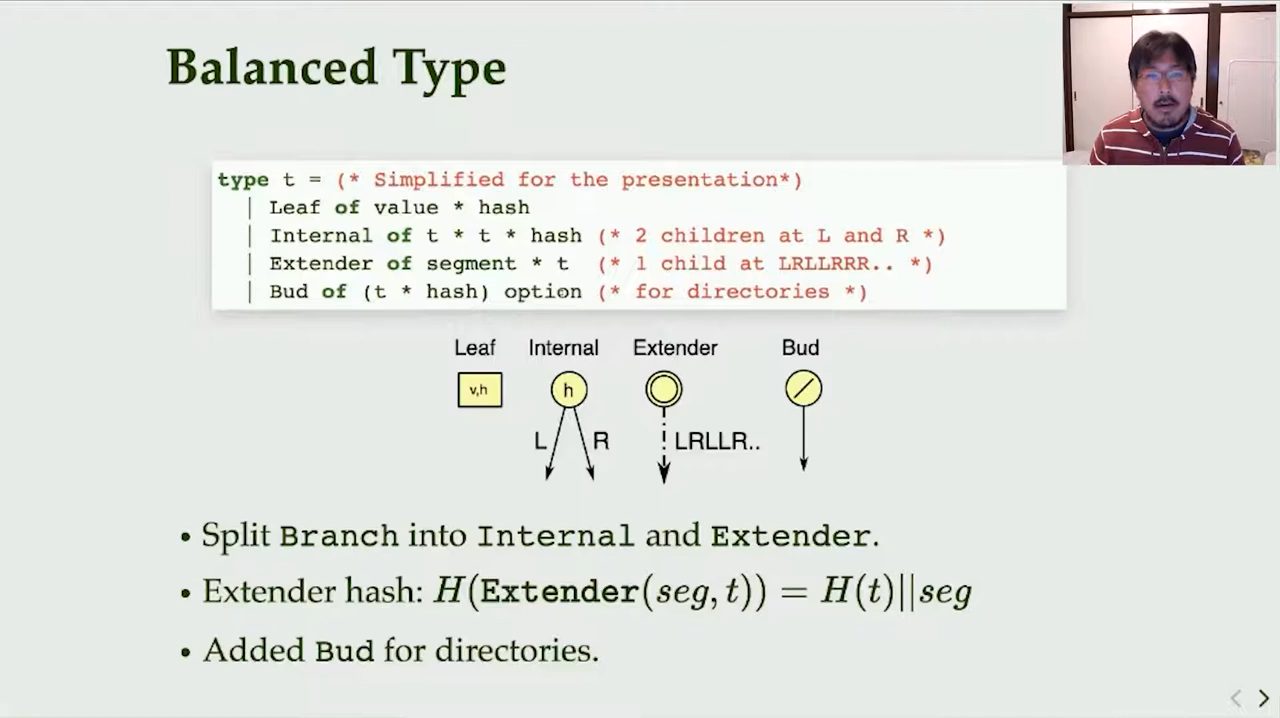 Balanced Type
type t = (* Simplified for the presentation*)
| Leaf of value * hash
| Internal of t * t * hash (* 2 children at L and R *)
| Extender of segment * t (* 1 child at LRLLRRR.. *)
| Bud of (t * hash) option (* for directories *)
Leaf Internal Extender Bud
v,h h
L R LRLLR..
• Split Branch into Internal and Extender.
• Extender hash: H(Extender(seg, t)) = H(t)||seg
• Added Bud for directories.